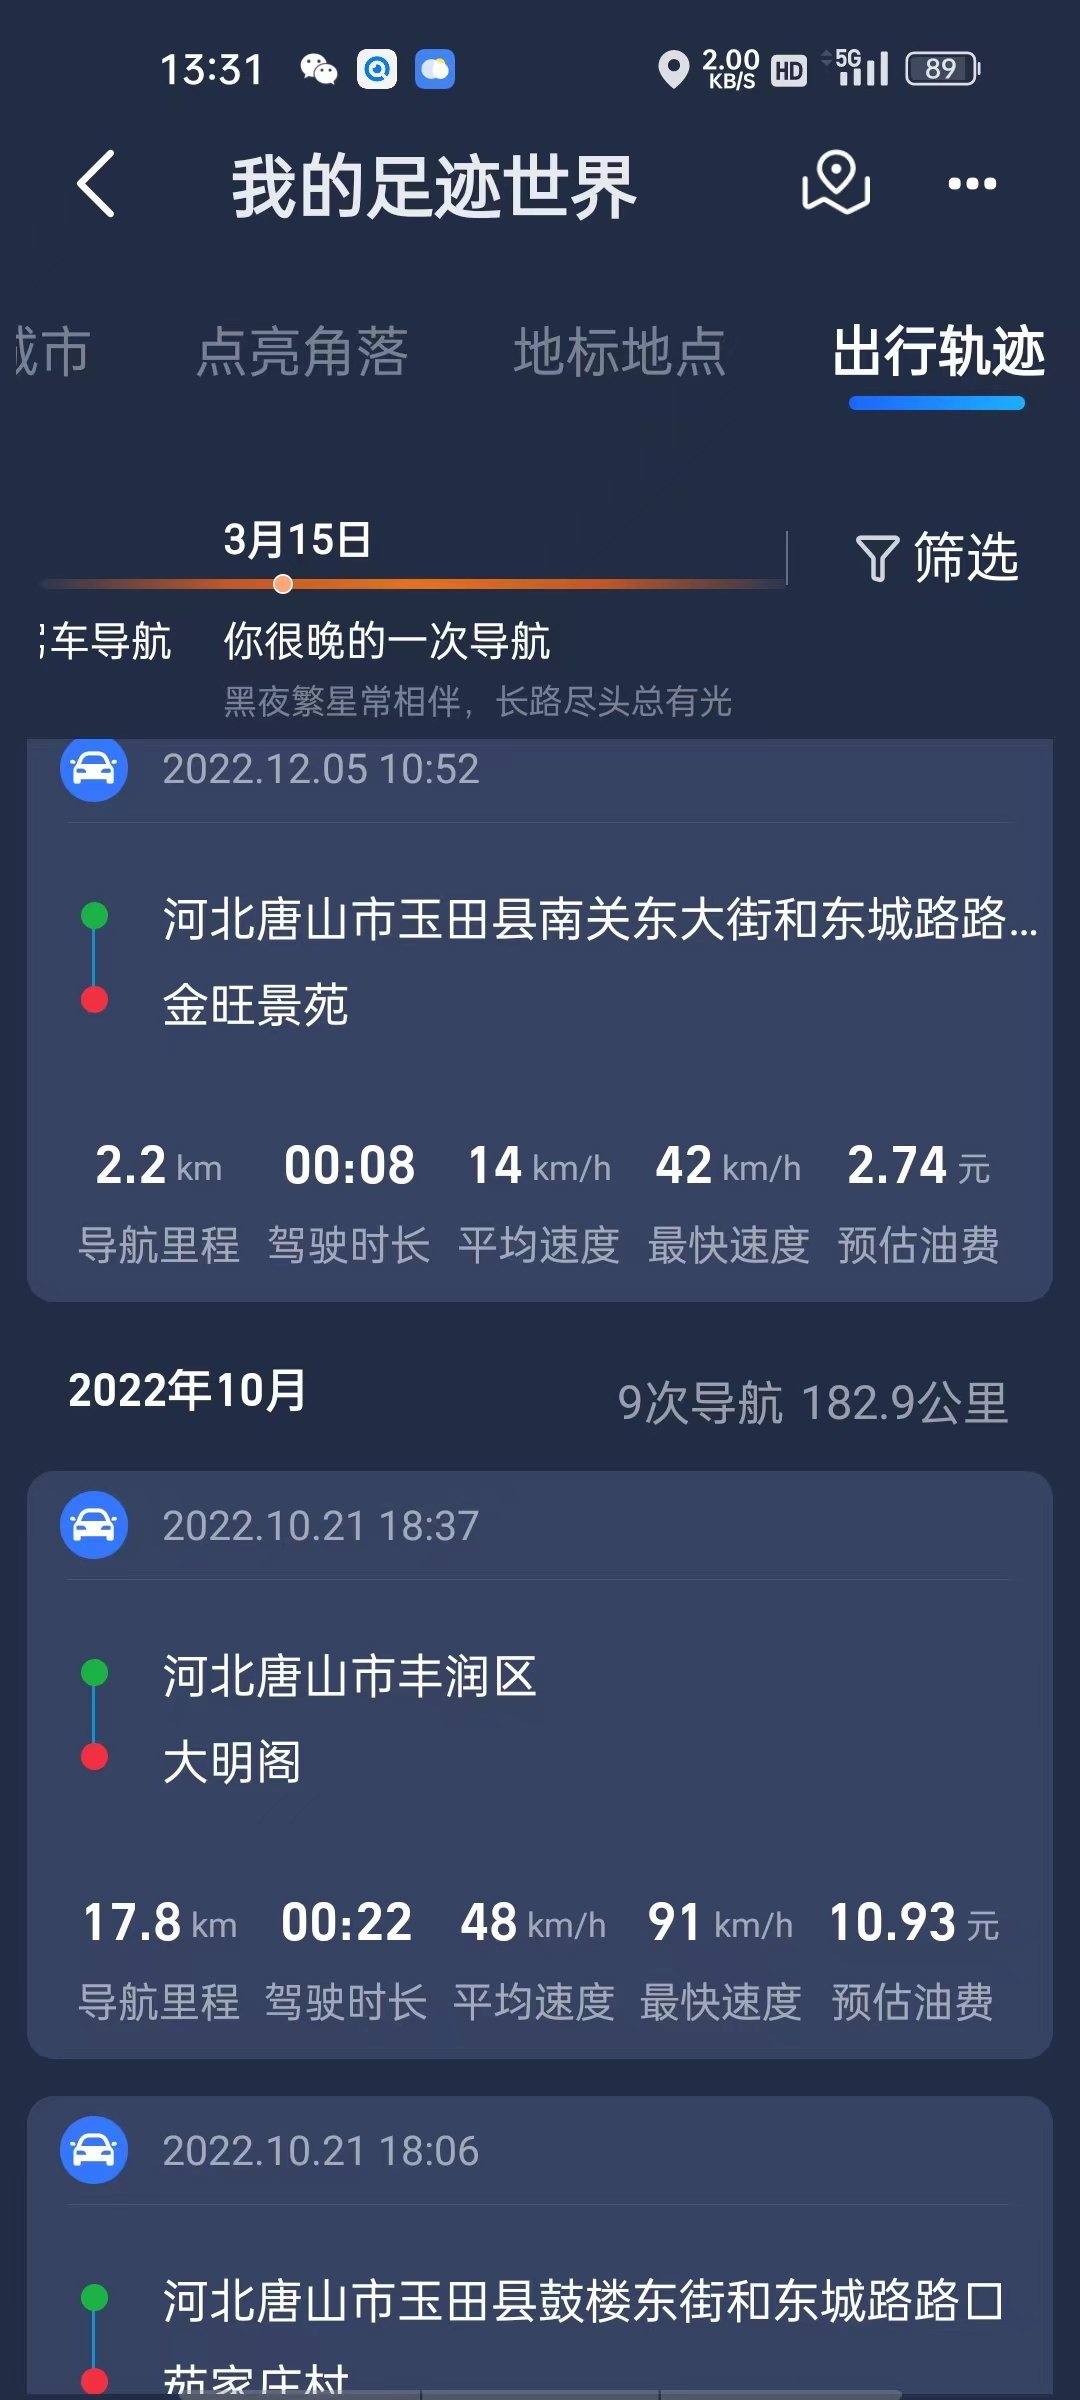 13:31 2.00 KB/S HD 5G 89
我的足迹世界
城市 点亮角落 地标地点 出行轨迹
3月15日
筛选
车导航 你很晚的一次导航
黑夜繁星常相伴，长路尽头总有光
2022.12.05 10:52
河北唐山市玉田县南关东大街和东城路路...
金旺景苑
2.2 km 00:08 14 km/h 42 km/h 2.74 元
导航里程 驾驶时长 平均速度 最快速度 预估油费
2022年10月 9次导航 182.9公里
2022.10.21 18:37
河北唐山市丰润区
大明阁
17.8 km 00:22 48 km/h 91 km/h 10.93 元
导航里程 驾驶时长 平均速度 最快速度 预估油费
2022.10.21 18:06
河北唐山市玉田县鼓楼东街和东城路路口
茹家庄村